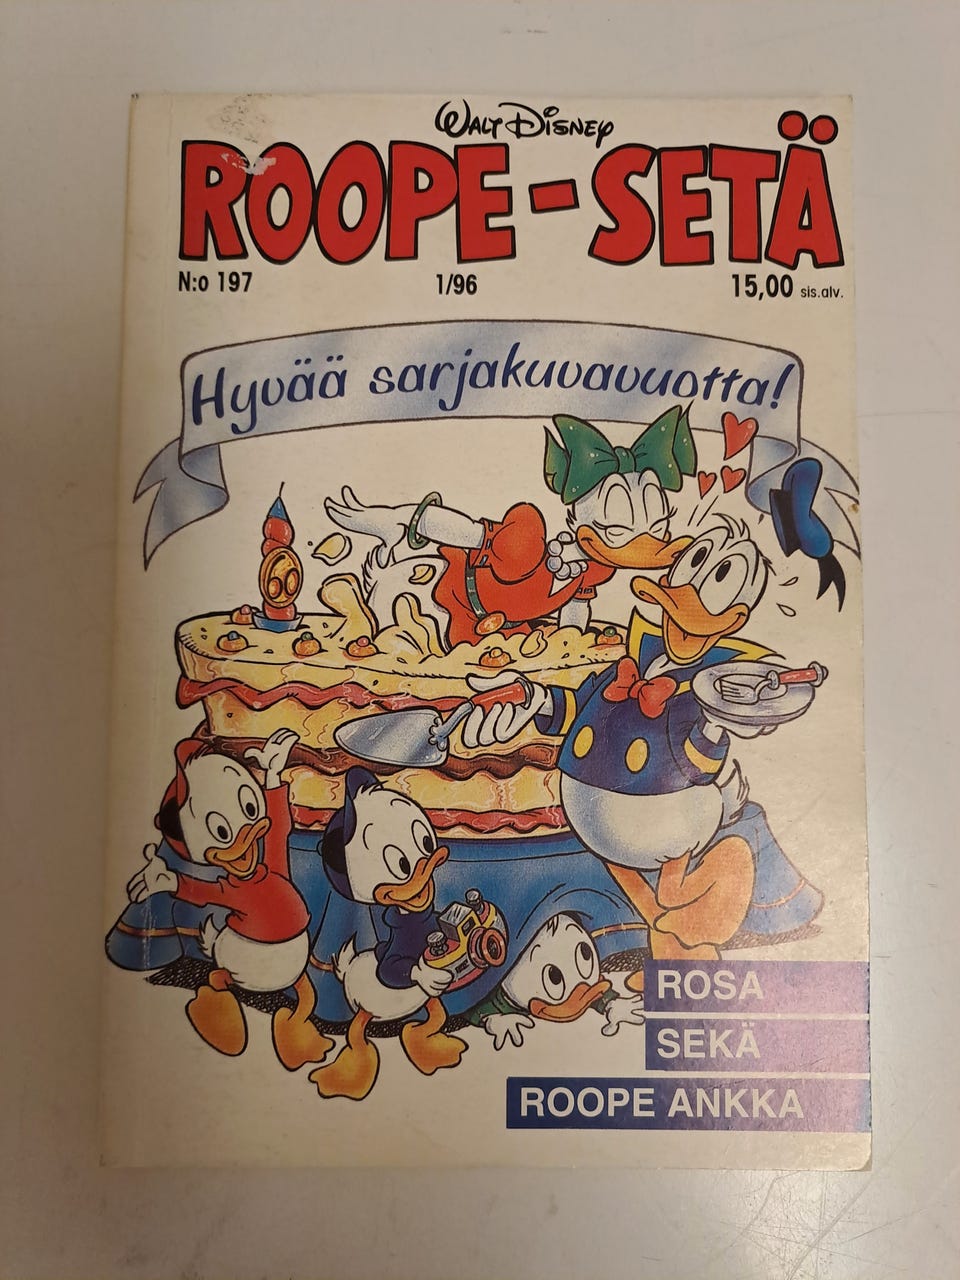 Walt Disney
ROOPE-SETÄ
N:o 197 1/96 15,00 sis.alv.
Hyvää sarjakuvavuotta!
60
ROSA
SEKÄ
ROOPE ANKKA